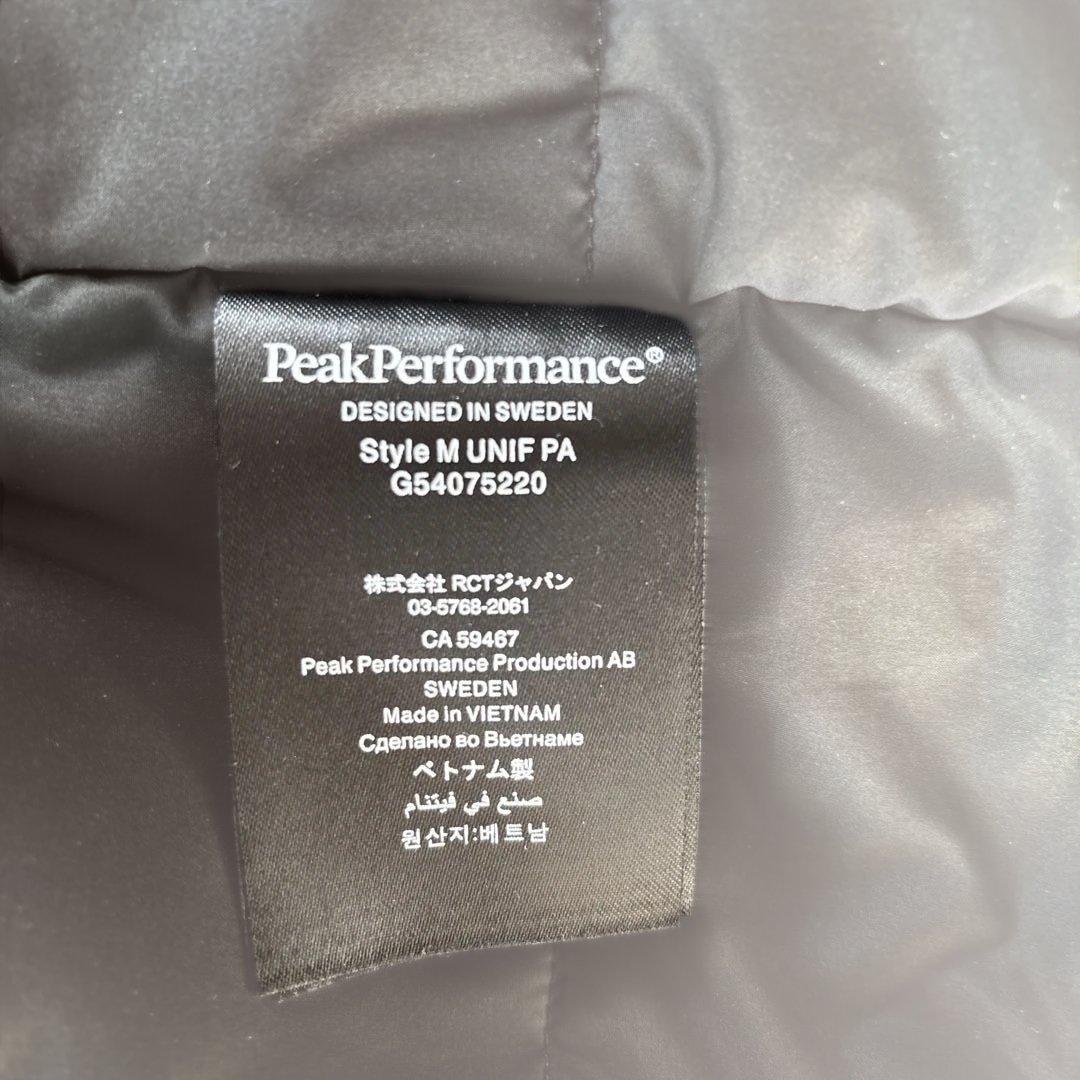 PeakPerformance®
DESIGNED IN SWEDEN
Style M UNIF PA
G54075220
株式会社 RCTジャパン
03-5768-2061
CA 59467
Peak Performance Production AB
SWEDEN
Made in VIETNAM
Сделано во Вьетнаме
ベトナム製
صنع في فيتنام
원산지:베트남